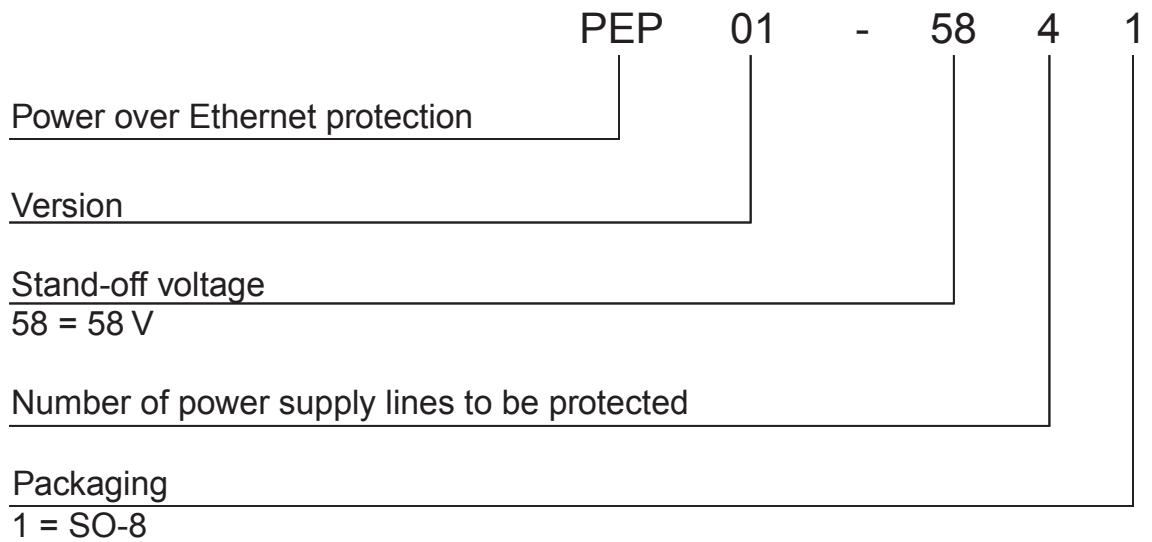 PEP 01 - 58 4 1
Power over Ethernet protection
Version
Stand-off voltage
58 = 58 V
Number of power supply lines to be protected
Packaging
1 = SO-8